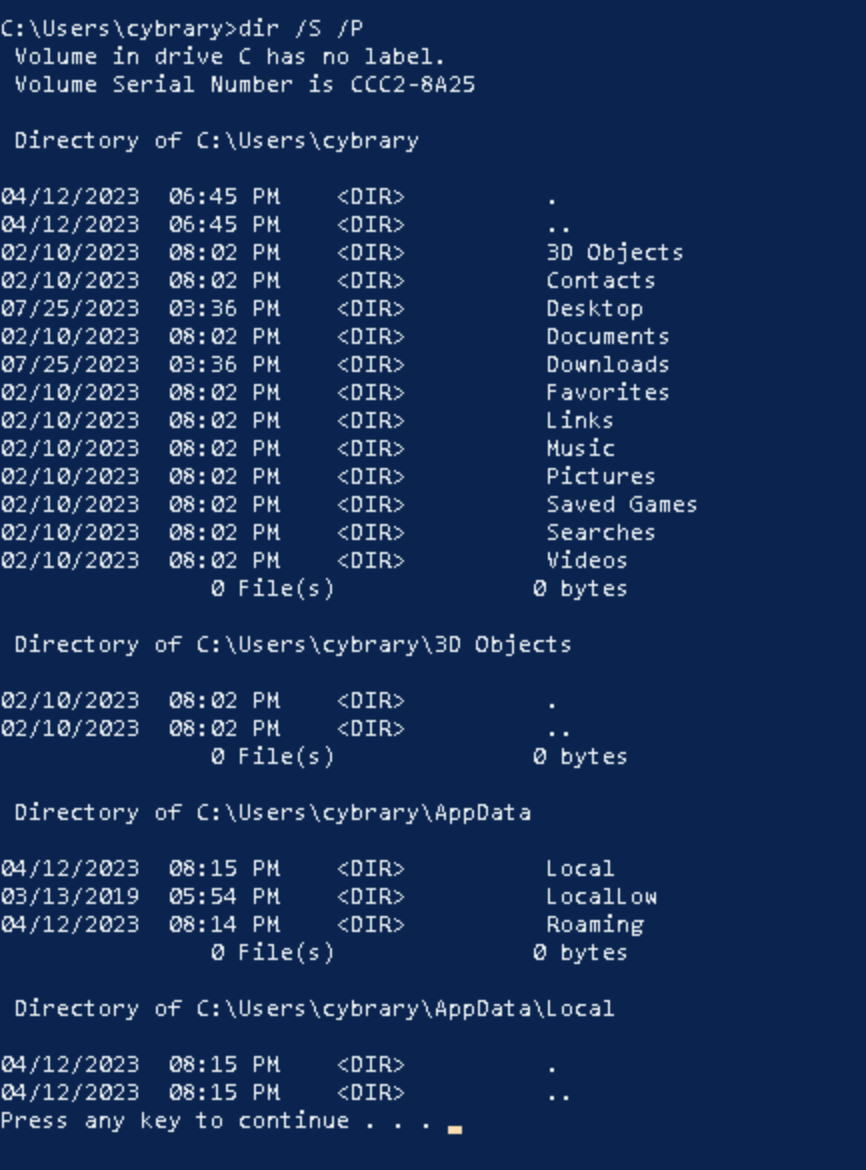 C:\Users\cybrary>dir /S /P
 Volume in drive C has no label.
 Volume Serial Number is CCC2-8A25

 Directory of C:\Users\cybrary

04/12/2023  06:45 PM    <DIR>          .
04/12/2023  06:45 PM    <DIR>          ..
02/10/2023  08:02 PM    <DIR>          3D Objects
02/10/2023  08:02 PM    <DIR>          Contacts
07/25/2023  03:36 PM    <DIR>          Desktop
02/10/2023  08:02 PM    <DIR>          Documents
07/25/2023  03:36 PM    <DIR>          Downloads
02/10/2023  08:02 PM    <DIR>          Favorites
02/10/2023  08:02 PM    <DIR>          Links
02/10/2023  08:02 PM    <DIR>          Music
02/10/2023  08:02 PM    <DIR>          Pictures
02/10/2023  08:02 PM    <DIR>          Saved Games
02/10/2023  08:02 PM    <DIR>          Searches
02/10/2023  08:02 PM    <DIR>          Videos
               0 File(s)              0 bytes

 Directory of C:\Users\cybrary\3D Objects

02/10/2023  08:02 PM    <DIR>          .
02/10/2023  08:02 PM    <DIR>          ..
               0 File(s)              0 bytes

 Directory of C:\Users\cybrary\AppData

04/12/2023  08:15 PM    <DIR>          Local
03/13/2019  05:54 PM    <DIR>          LocalLow
04/12/2023  08:14 PM    <DIR>          Roaming
               0 File(s)              0 bytes

 Directory of C:\Users\cybrary\AppData\Local

04/12/2023  08:15 PM    <DIR>          .
04/12/2023  08:15 PM    <DIR>          ..
Press any key to continue . . .